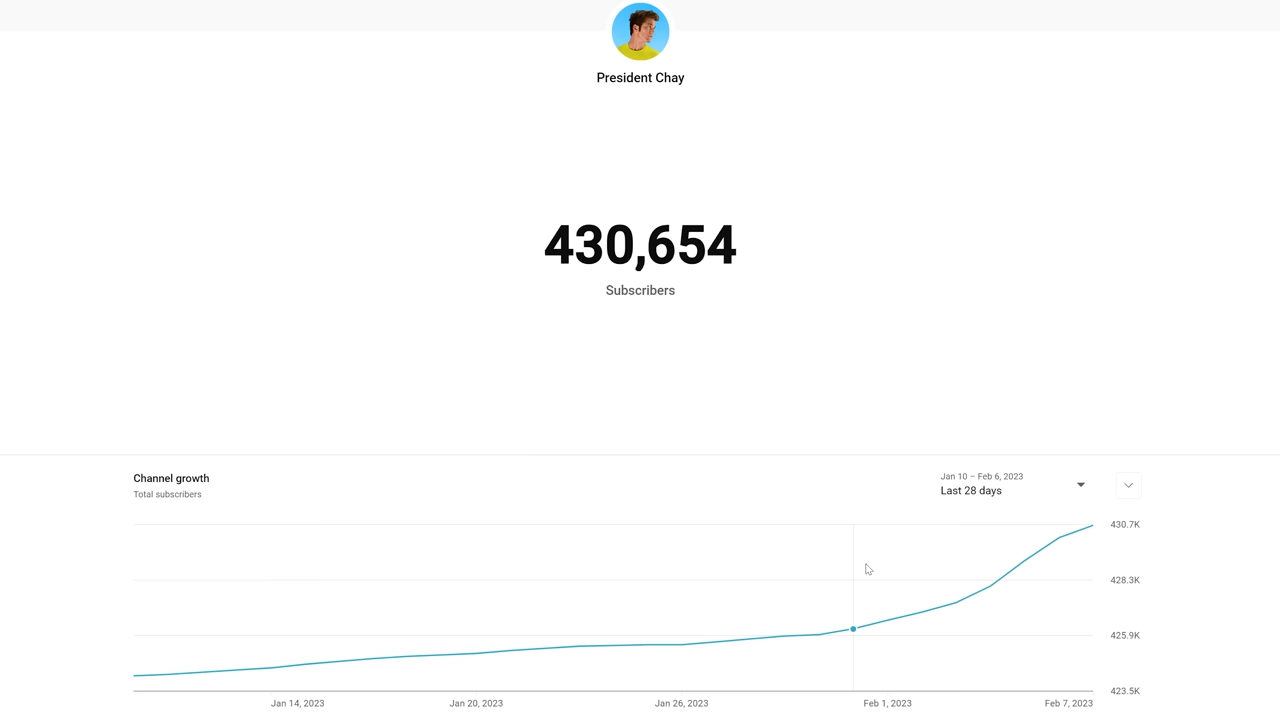 President Chay
430,654
Subscribers
Channel growth
Total subscribers
Jan 10 – Feb 6, 2023
Last 28 days
430.7K
428.3K
425.9K
423.5K
Jan 14, 2023 Jan 20, 2023 Jan 26, 2023 Feb 1, 2023 Feb 7, 2023